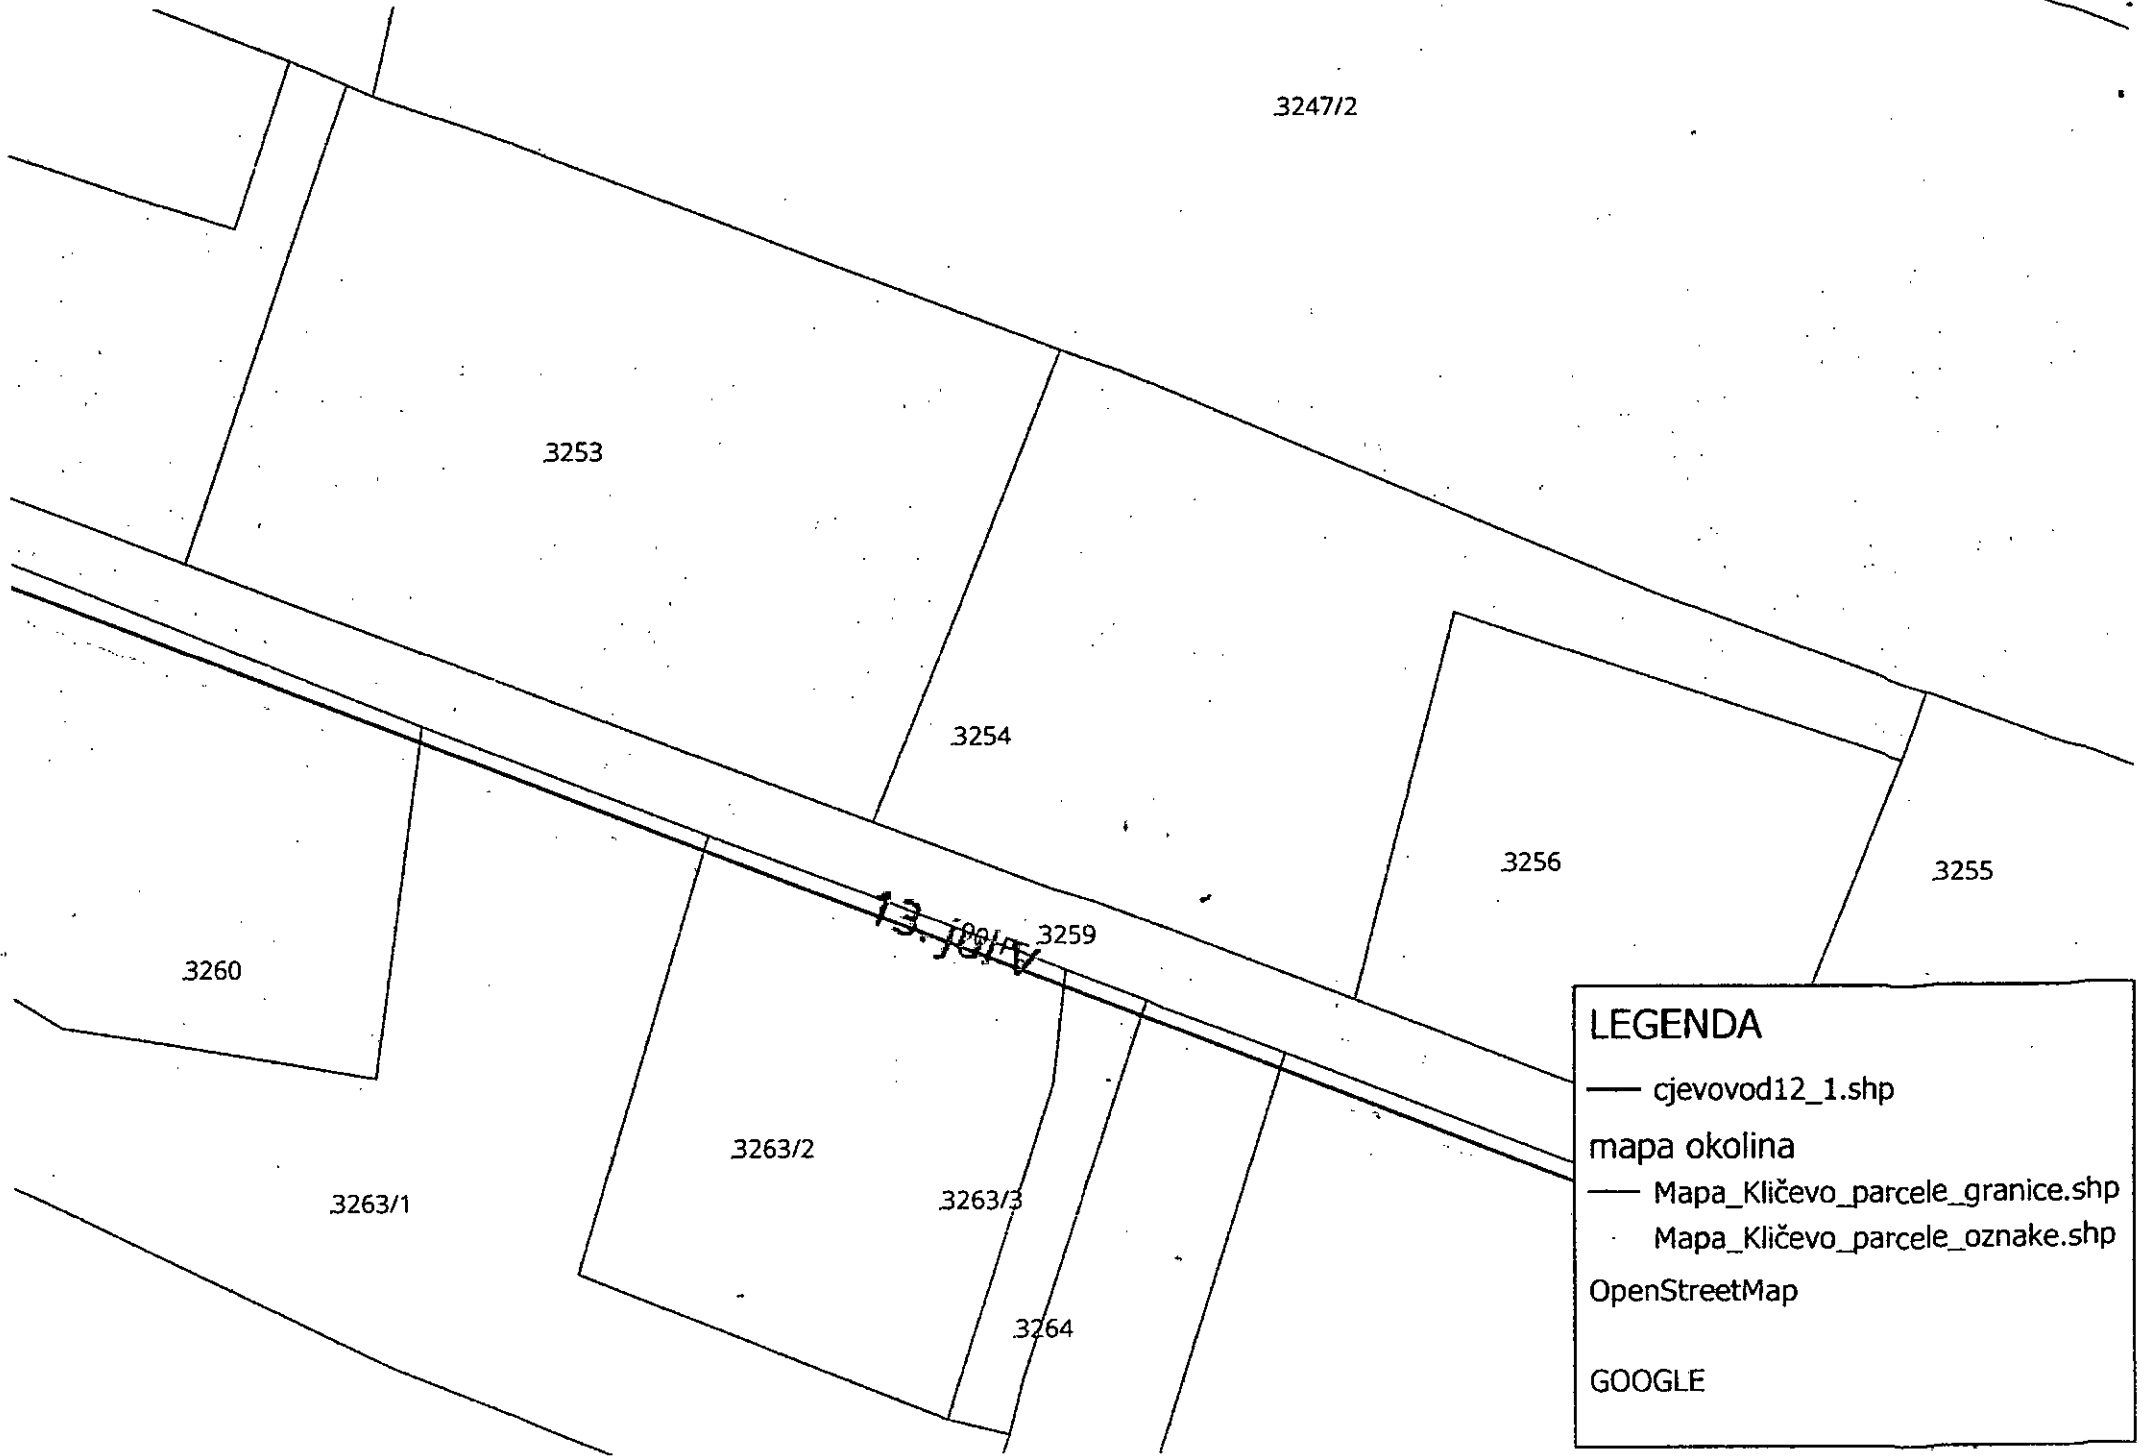 3247/2
3253
3254
3256
3255
3259
13. jul V
3260
3263/2
3263/1
3263/3
3264
LEGENDA
cjevovod12_1.shp
mapa okolina
Mapa_Kličevo_parcele_granice.shp
Mapa_Kličevo_parcele_oznake.shp
OpenStreetMap
GOOGLE